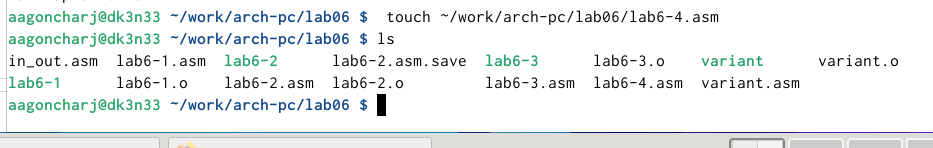 aagoncharj@dk3n33 ~/work/arch-pc/lab06 $  touch ~/work/arch-pc/lab06/lab6-4.asm
aagoncharj@dk3n33 ~/work/arch-pc/lab06 $ ls
in_out.asm  lab6-1.asm  lab6-2      lab6-2.asm.save  lab6-3      lab6-3.o    variant      variant.o
lab6-1      lab6-1.o    lab6-2.asm  lab6-2.o         lab6-3.asm  lab6-4.asm  variant.asm
aagoncharj@dk3n33 ~/work/arch-pc/lab06 $